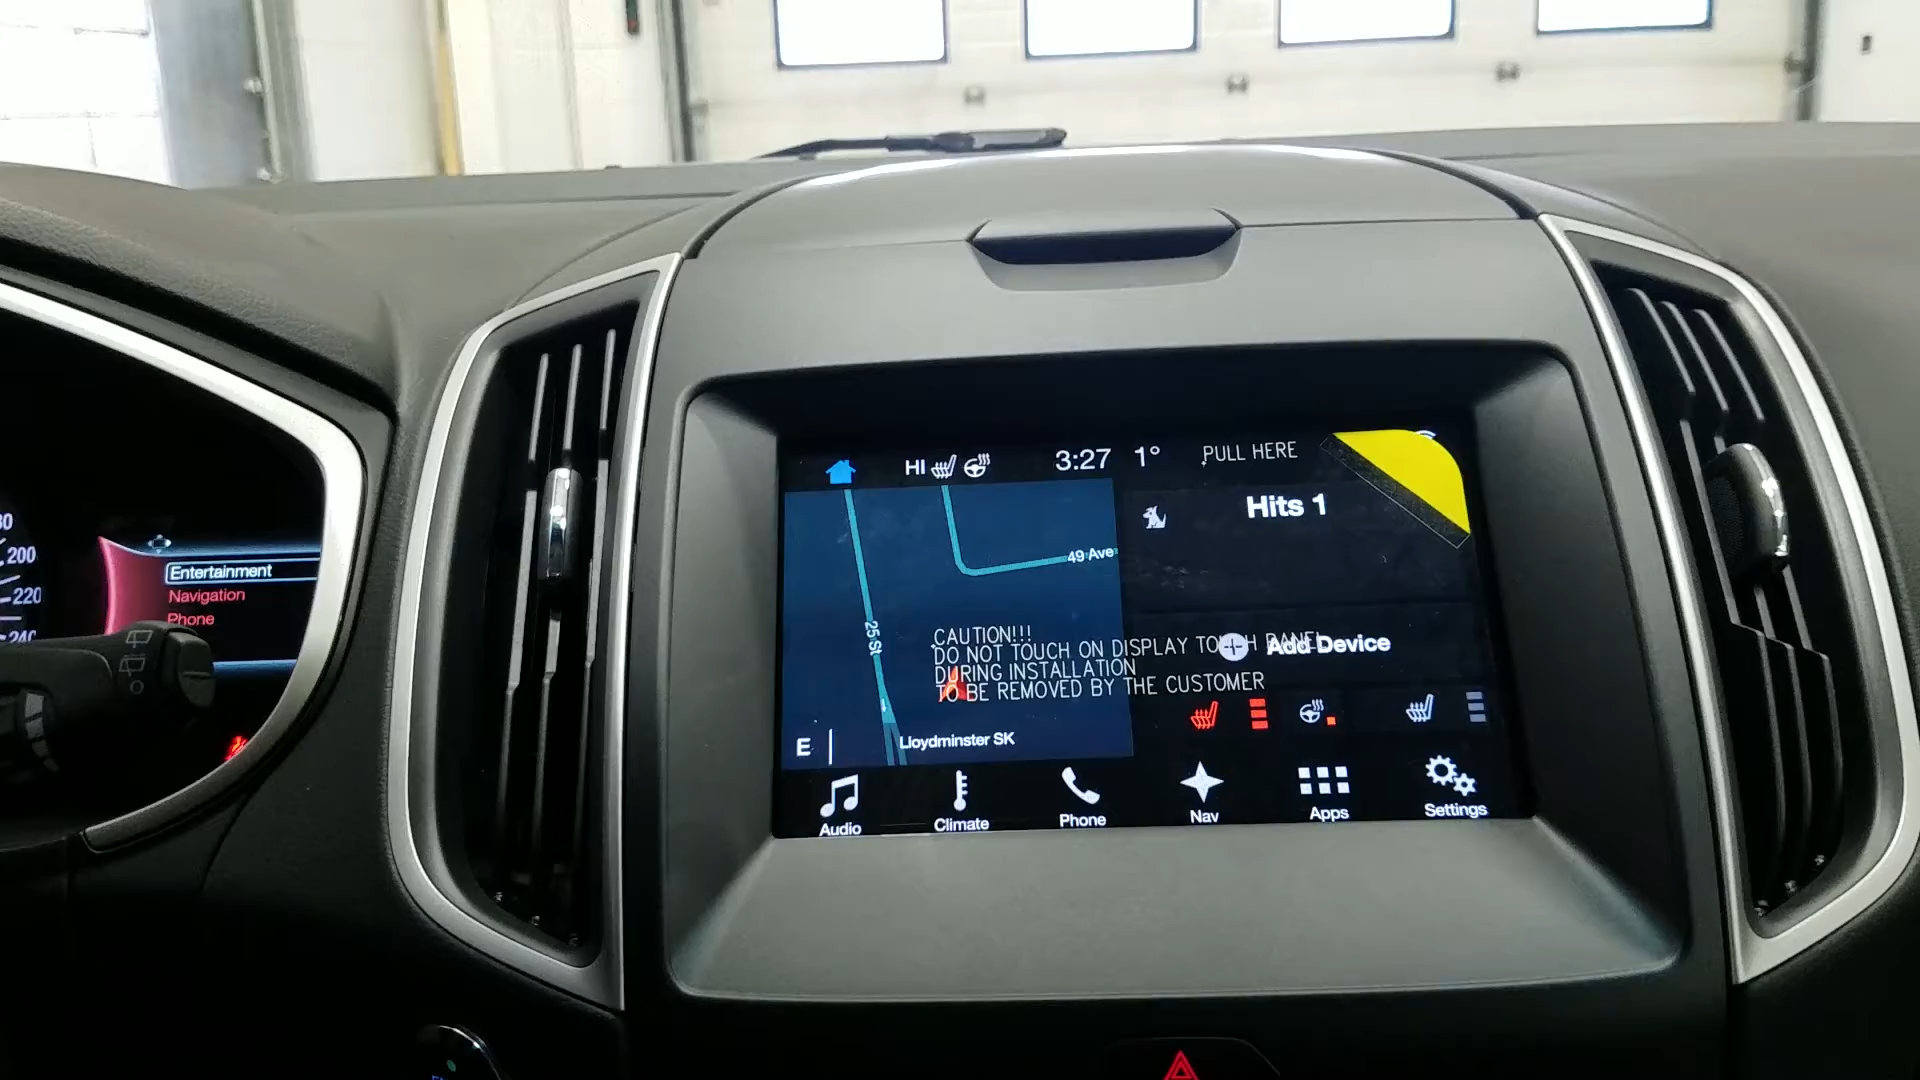 HI
3:27
1°
PULL HERE
Hits 1
49 Ave
25 St
CAUTION!!!
DO NOT TOUCH ON DISPLAY TOUCH PANEL
DURING INSTALLATION
TO BE REMOVED BY THE CUSTOMER
Add Device
E
Lloydminster SK
Audio
Climate
Phone
Nav
Apps
Settings
200
220
240
Entertainment
Navigation
Phone